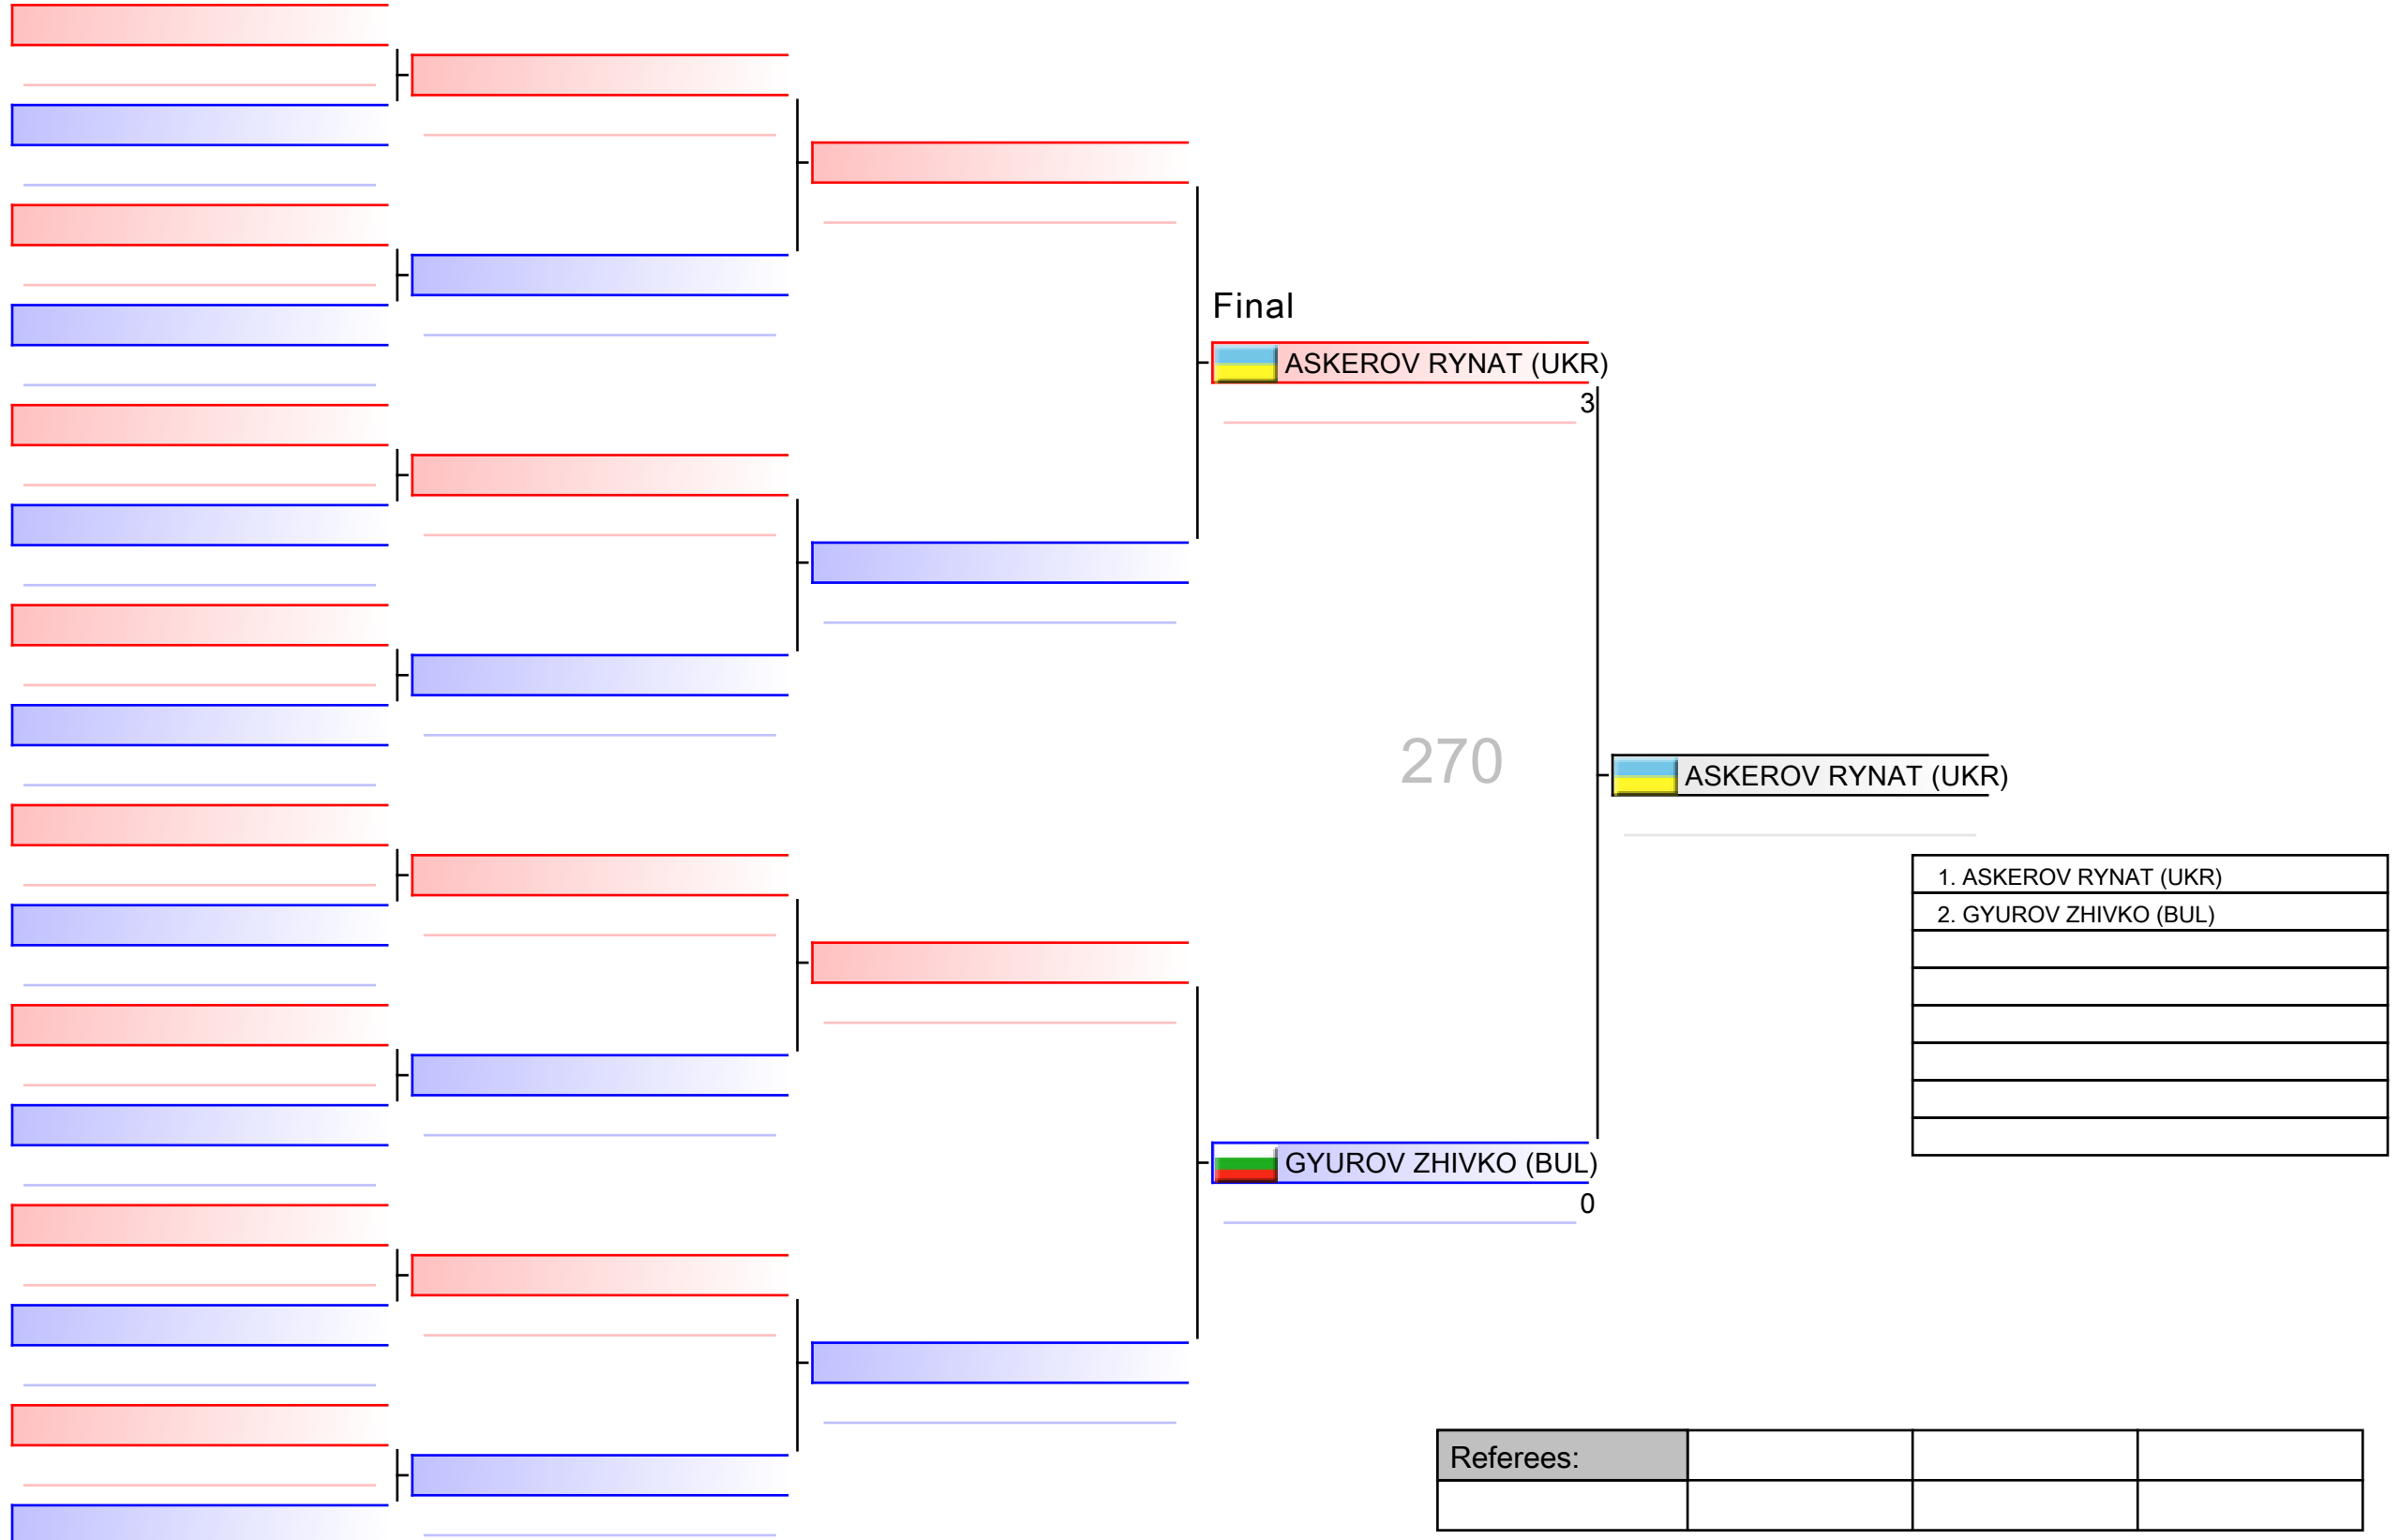 Final
ASKEROV RYNAT (UKR)
3
270
ASKEROV RYNAT (UKR)
1. ASKEROV RYNAT (UKR)
2. GYUROV ZHIVKO (BUL)
GYUROV ZHIVKO (BUL)
0
Referees: